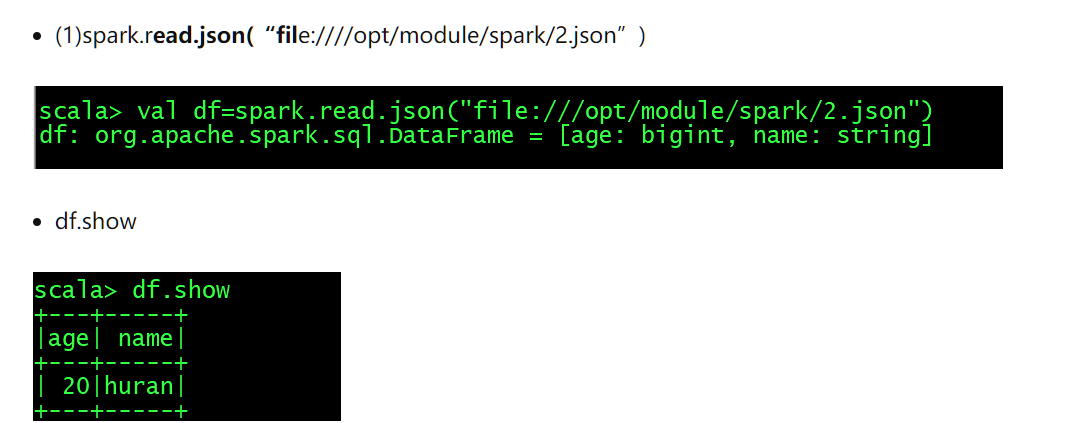 • (1)spark.read.json( “file:////opt/module/spark/2.json” )
scala> val df=spark.read.json("file:///opt/module/spark/2.json")
df: org.apache.spark.sql.DataFrame = [age: bigint, name: string]
• df.show
scala> df.show
+---+-----+
|age| name|
+---+-----+
| 20|huran|
+---+-----+